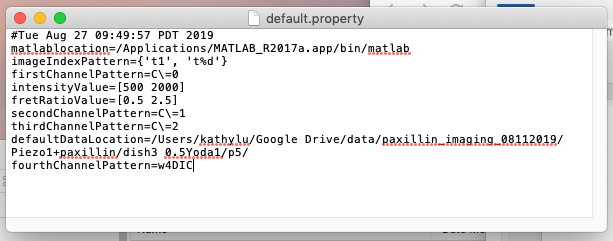 default.property
#Tue Aug 27 09:49:57 PDT 2019
matlablocation=/Applications/MATLAB_R2017a.app/bin/matlab
imageIndexPattern={'t1', 't%d'}
firstChannelPattern=C\=0
intensityValue=[500 2000]
fretRatioValue=[0.5 2.5]
secondChannelPattern=C\=1
thirdChannelPattern=C\=2
defaultDataLocation=/Users/kathylu/Google Drive/data/paxillin_imaging_08112019/
Piezo1+paxillin/dish3_0.5Yoda1/p5/
fourthChannelPattern=w4DIC